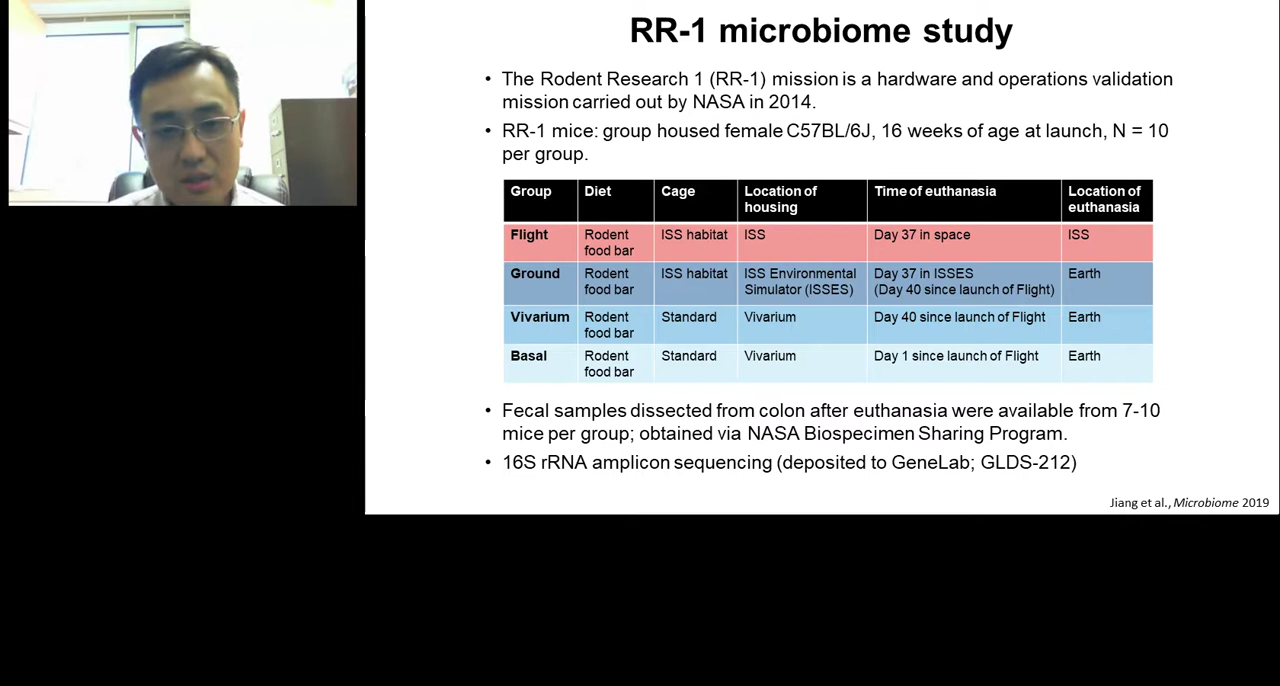 RR-1 microbiome study
• The Rodent Research 1 (RR-1) mission is a hardware and operations validation
mission carried out by NASA in 2014.
• RR-1 mice: group housed female C57BL/6J, 16 weeks of age at launch, N = 10
per group.
Group Diet Cage Location of housing Time of euthanasia Location of euthanasia
Flight Rodent food bar ISS habitat ISS Day 37 in space ISS
Ground Rodent food bar ISS habitat ISS Environmental Simulator (ISSES) Day 37 in ISSES (Day 40 since launch of Flight) Earth
Vivarium Rodent food bar Standard Vivarium Day 40 since launch of Flight Earth
Basal Rodent food bar Standard Vivarium Day 1 since launch of Flight Earth
• Fecal samples dissected from colon after euthanasia were available from 7-10
mice per group; obtained via NASA Biospecimen Sharing Program.
• 16S rRNA amplicon sequencing (deposited to GeneLab; GLDS-212)
Jiang et al., Microbiome 2019